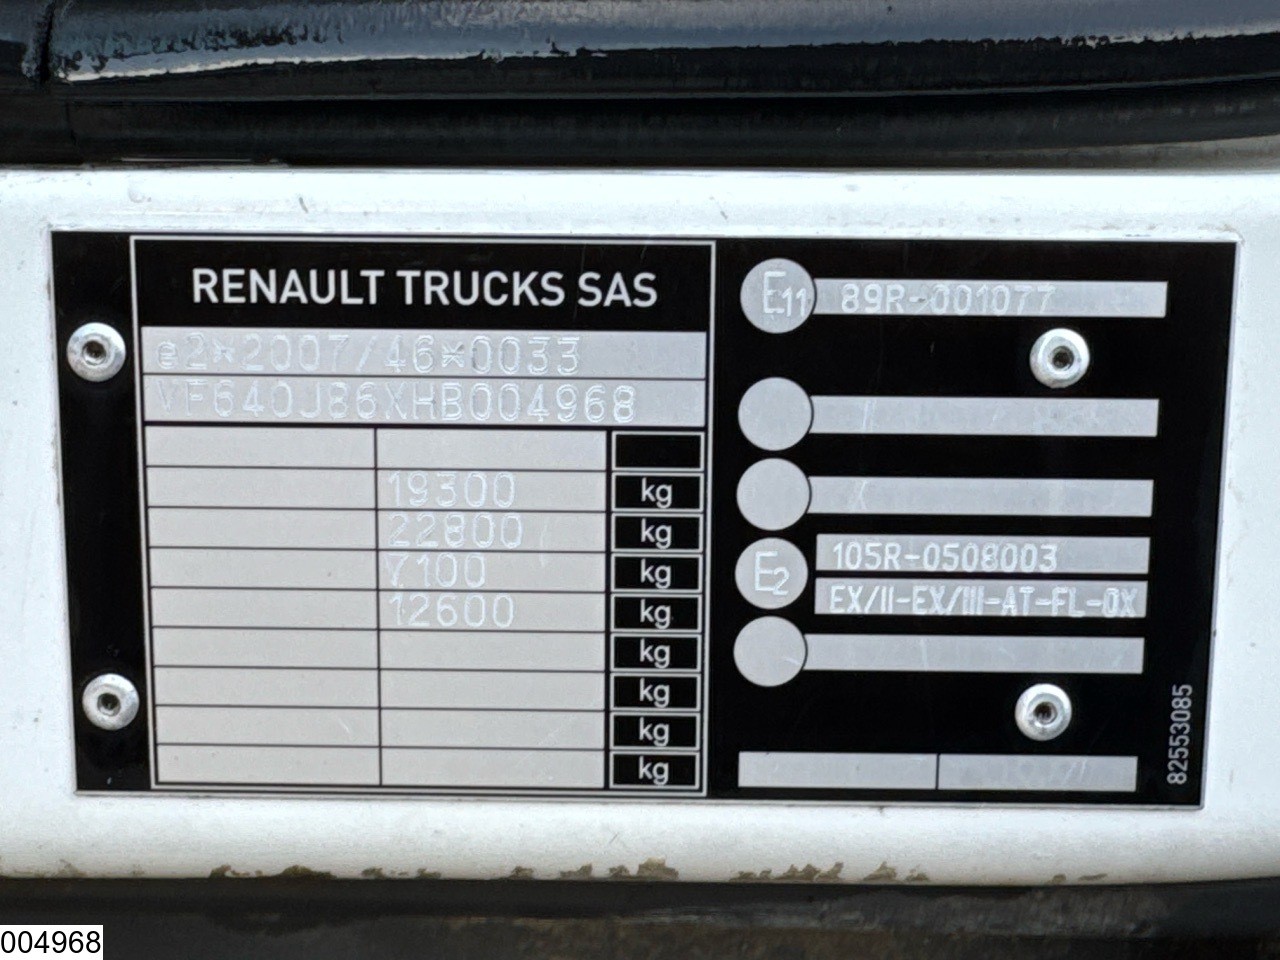 RENAULT TRUCKS SAS
e2*2007/46*0033
VF640J86XHB004968
19300 kg
22800 kg
7100 kg
12600 kg
kg
kg
kg
kg
E11 89R-001077
E2 105R-0508003
EX/II-EX/III-AT-FL-OX
82553085
004968